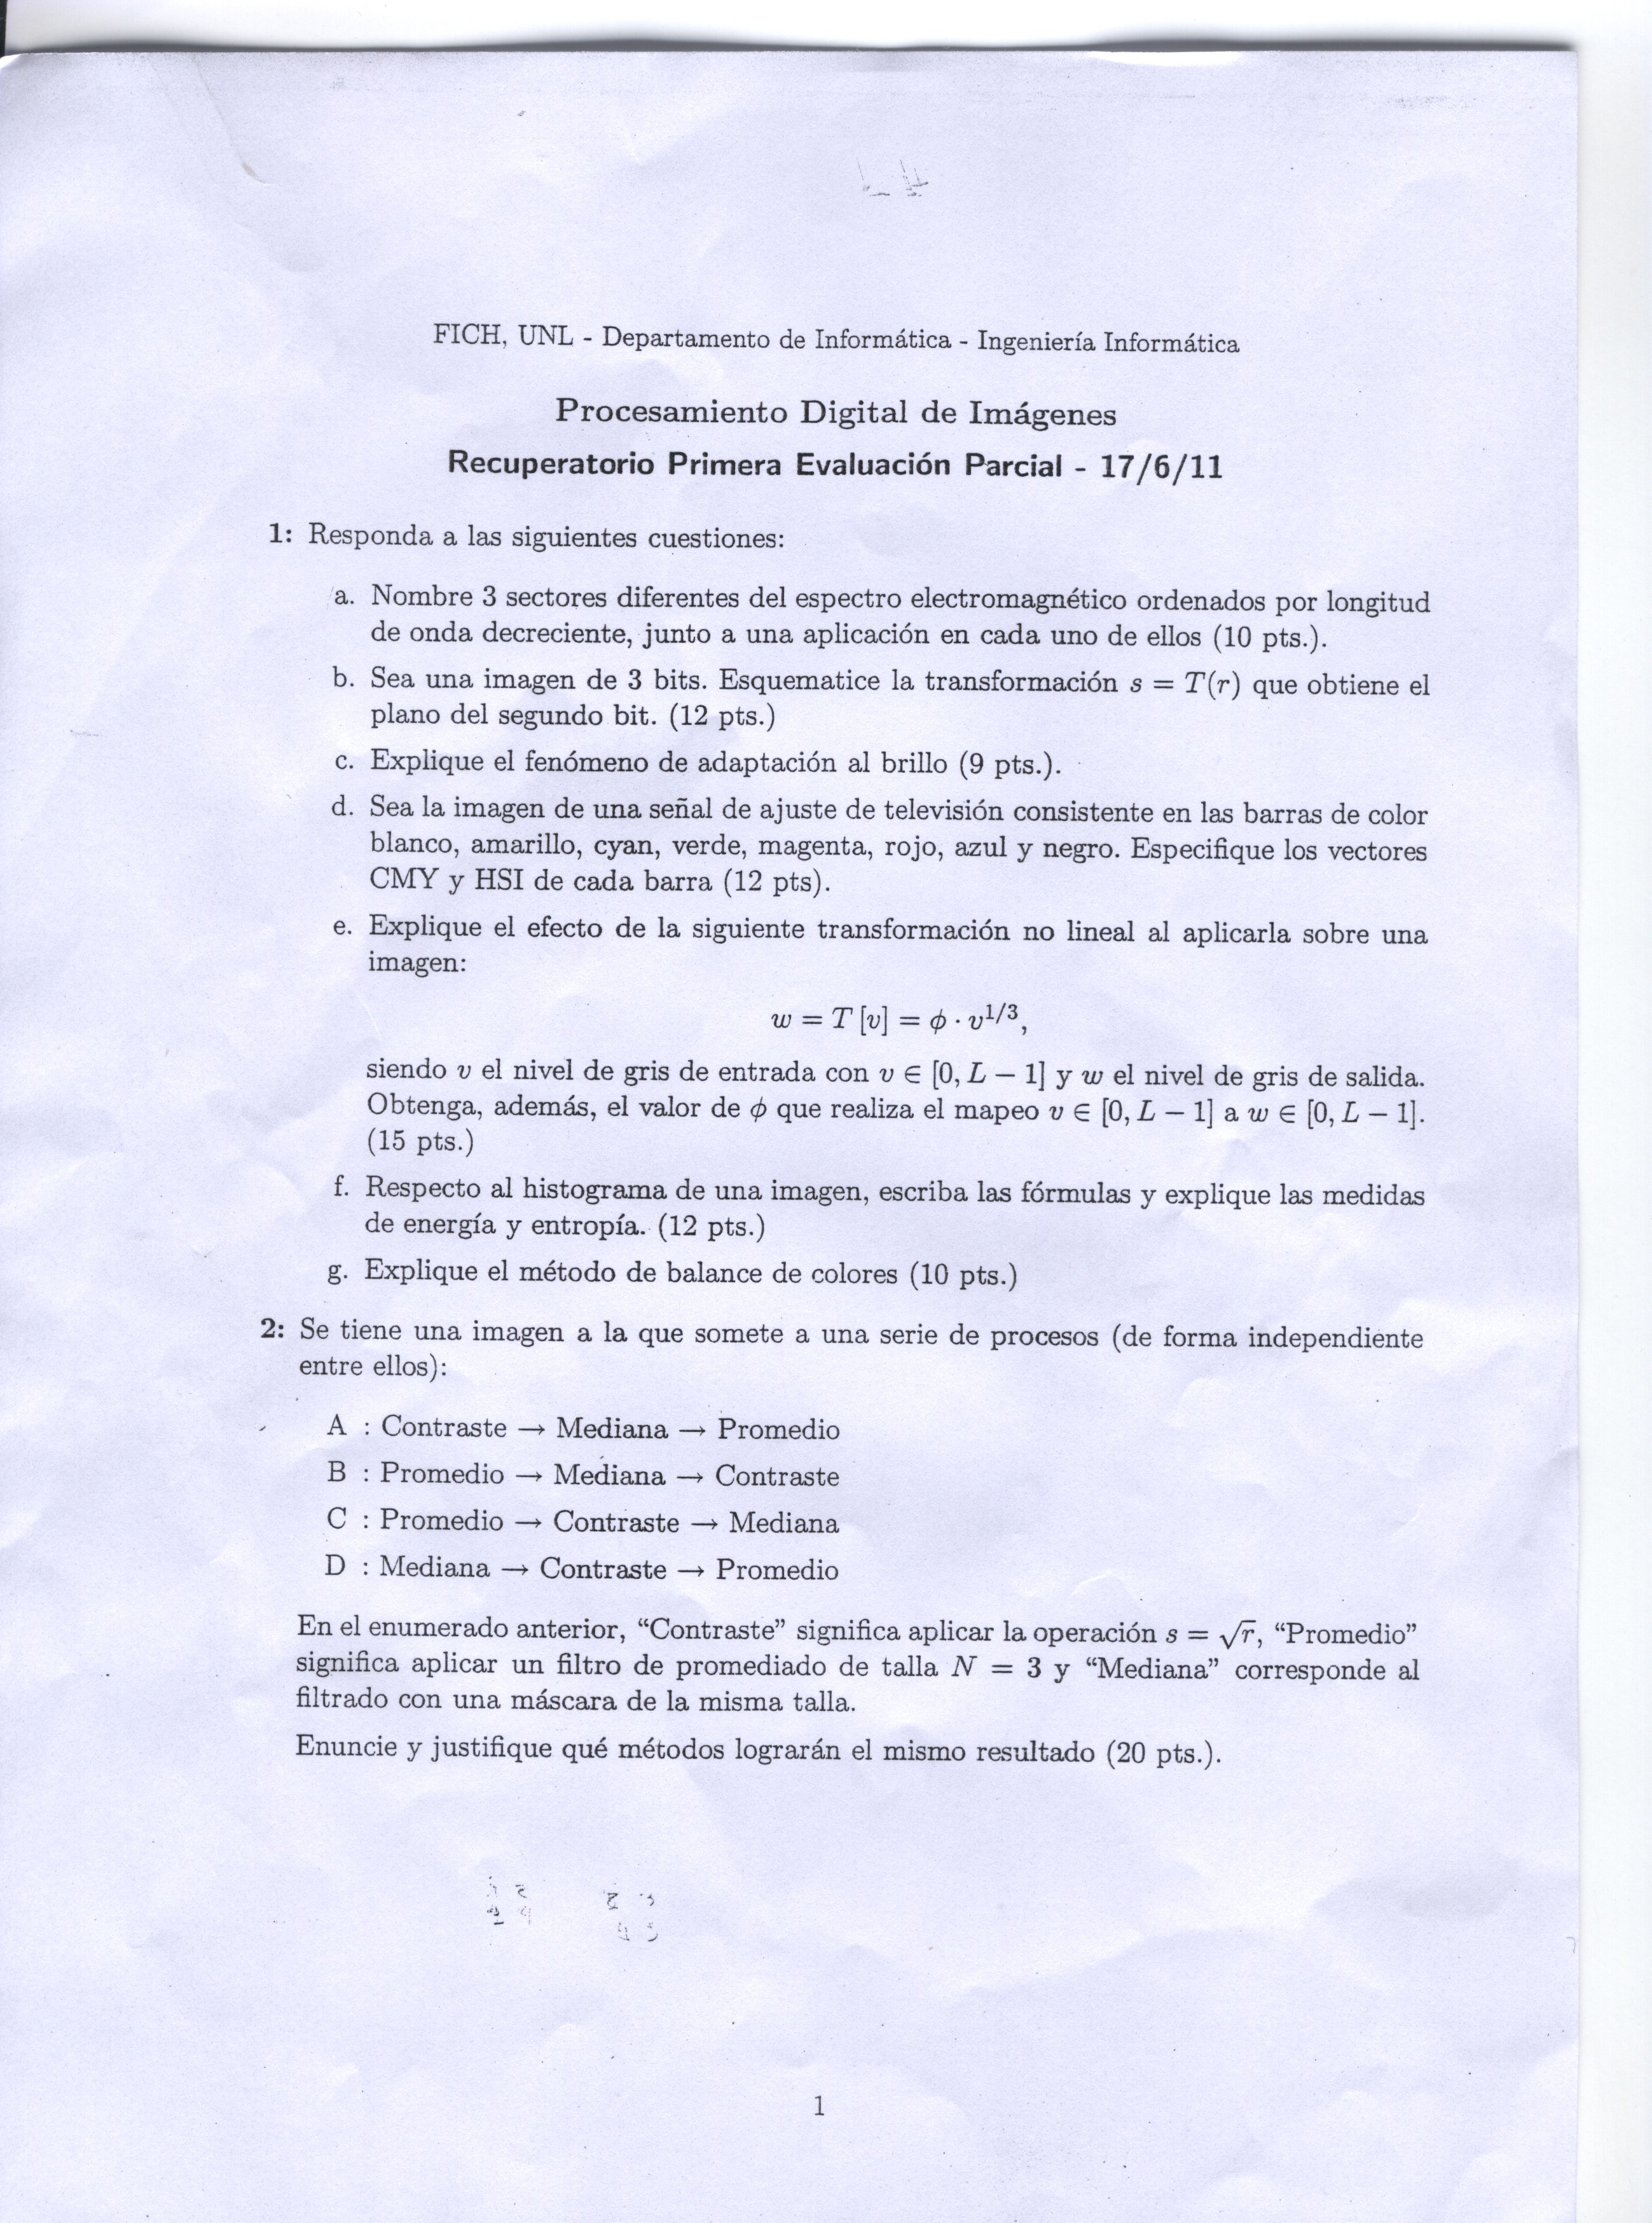 FICH, UNL - Departamento de Informática - Ingeniería Informática
Procesamiento Digital de Imágenes
Recuperatorio Primera Evaluación Parcial - 17/6/11
1: Responda a las siguientes cuestiones:
a. Nombre 3 sectores diferentes del espectro electromagnético ordenados por longitud
de onda decreciente, junto a una aplicación en cada uno de ellos (10 pts.).
b. Sea una imagen de 3 bits. Esquematice la transformación s = T(r) que obtiene el
plano del segundo bit. (12 pts.)
c. Explique el fenómeno de adaptación al brillo (9 pts.).
d. Sea la imagen de una señal de ajuste de televisión consistente en las barras de color
blanco, amarillo, cyan, verde, magenta, rojo, azul y negro. Especifique los vectores
CMY y HSI de cada barra (12 pts).
e. Explique el efecto de la siguiente transformación no lineal al aplicarla sobre una
imagen:
w = T [v] = ϕ · v^{1/3},
siendo v el nivel de gris de entrada con v ∈ [0, L − 1] y w el nivel de gris de salida.
Obtenga, además, el valor de ϕ que realiza el mapeo v ∈ [0, L − 1] a w ∈ [0, L − 1].
(15 pts.)
f. Respecto al histograma de una imagen, escriba las fórmulas y explique las medidas
de energía y entropía. (12 pts.)
g. Explique el método de balance de colores (10 pts.)
2: Se tiene una imagen a la que somete a una serie de procesos (de forma independiente
entre ellos):
A : Contraste → Mediana → Promedio
B : Promedio → Mediana → Contraste
C : Promedio → Contraste → Mediana
D : Mediana → Contraste → Promedio
En el enumerado anterior, “Contraste” significa aplicar la operación s = √r, “Promedio”
significa aplicar un filtro de promediado de talla N = 3 y “Mediana” corresponde al
filtrado con una máscara de la misma talla.
Enuncie y justifique qué métodos lograrán el mismo resultado (20 pts.).
1